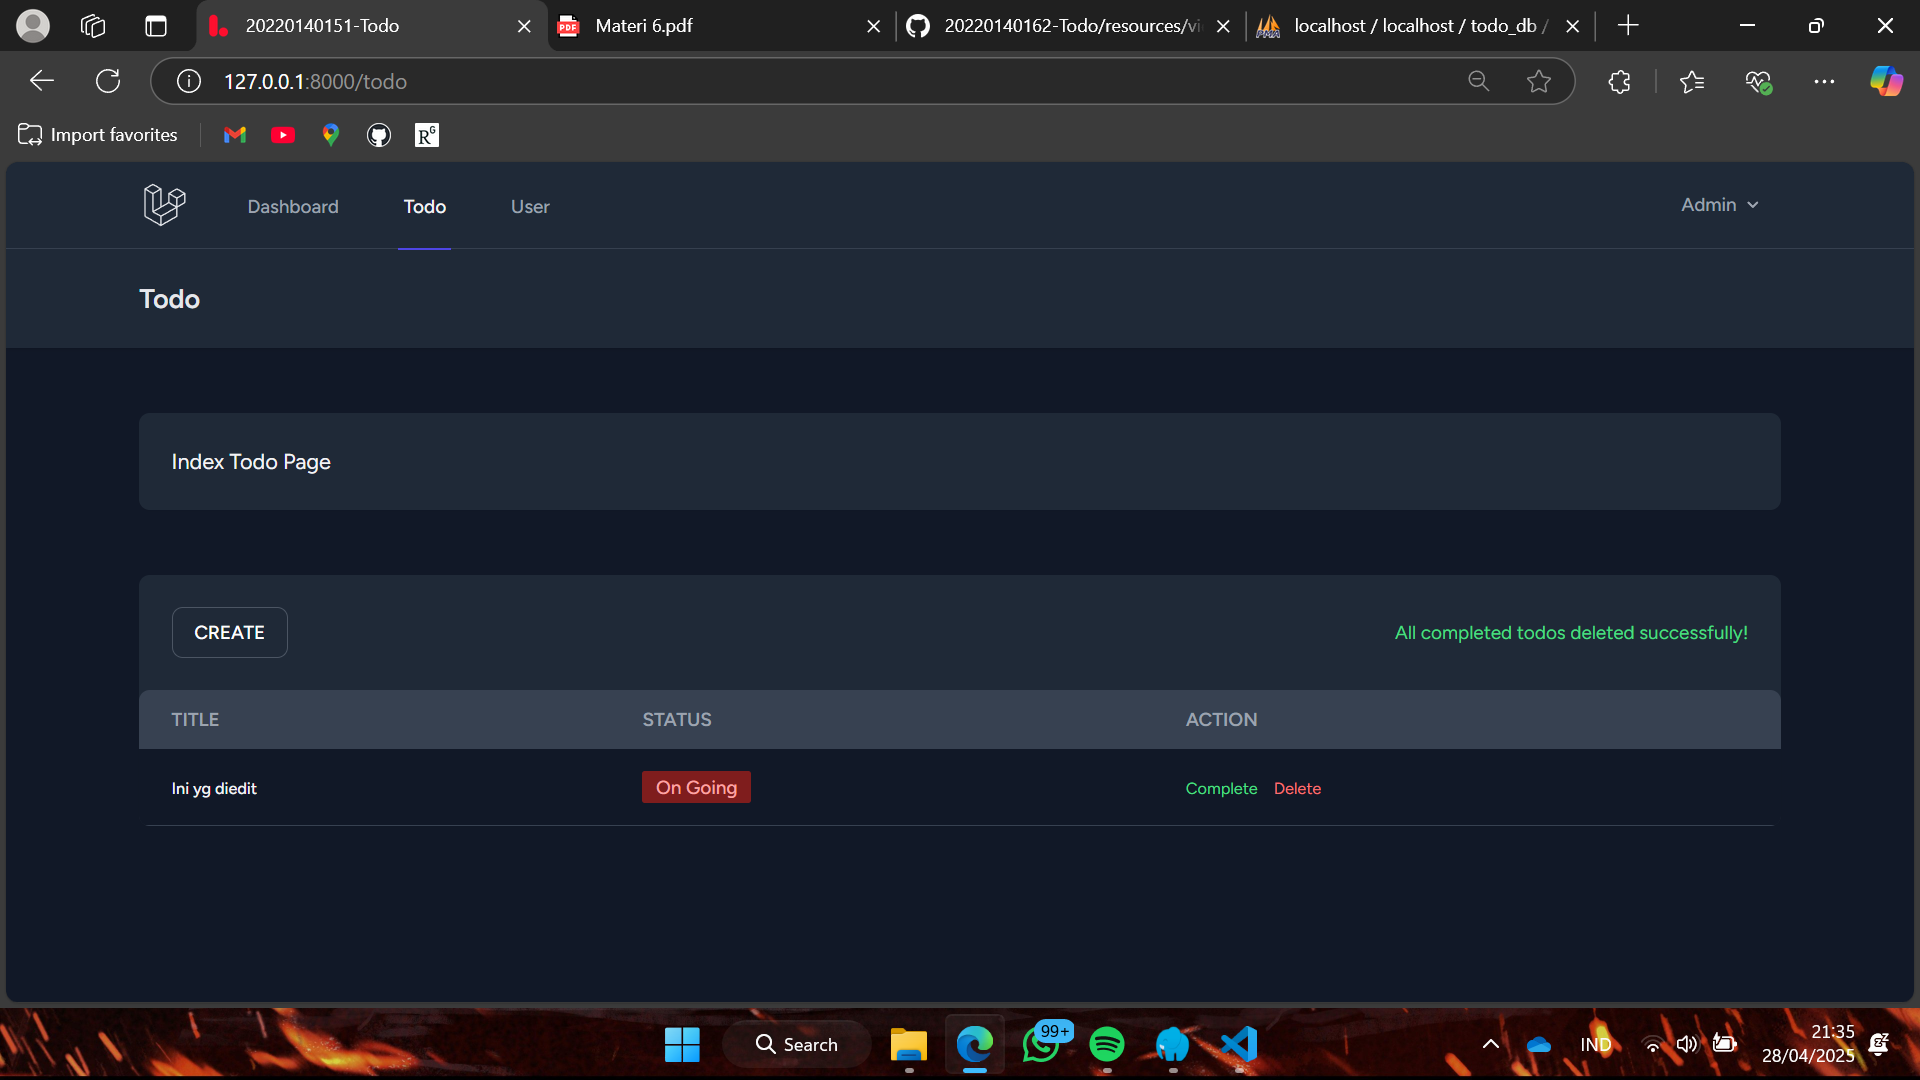 20220140151-Todo
Materi 6.pdf
20220140162-Todo/resources/vi
localhost / localhost / todo_db /
127.0.0.1:8000/todo
Import favorites
Dashboard
Todo
User
Admin
Todo
Index Todo Page
CREATE
All completed todos deleted successfully!
TITLE
STATUS
ACTION
Ini yg diedit
On Going
Complete
Delete
Search
99+
IND
21:35
28/04/2025